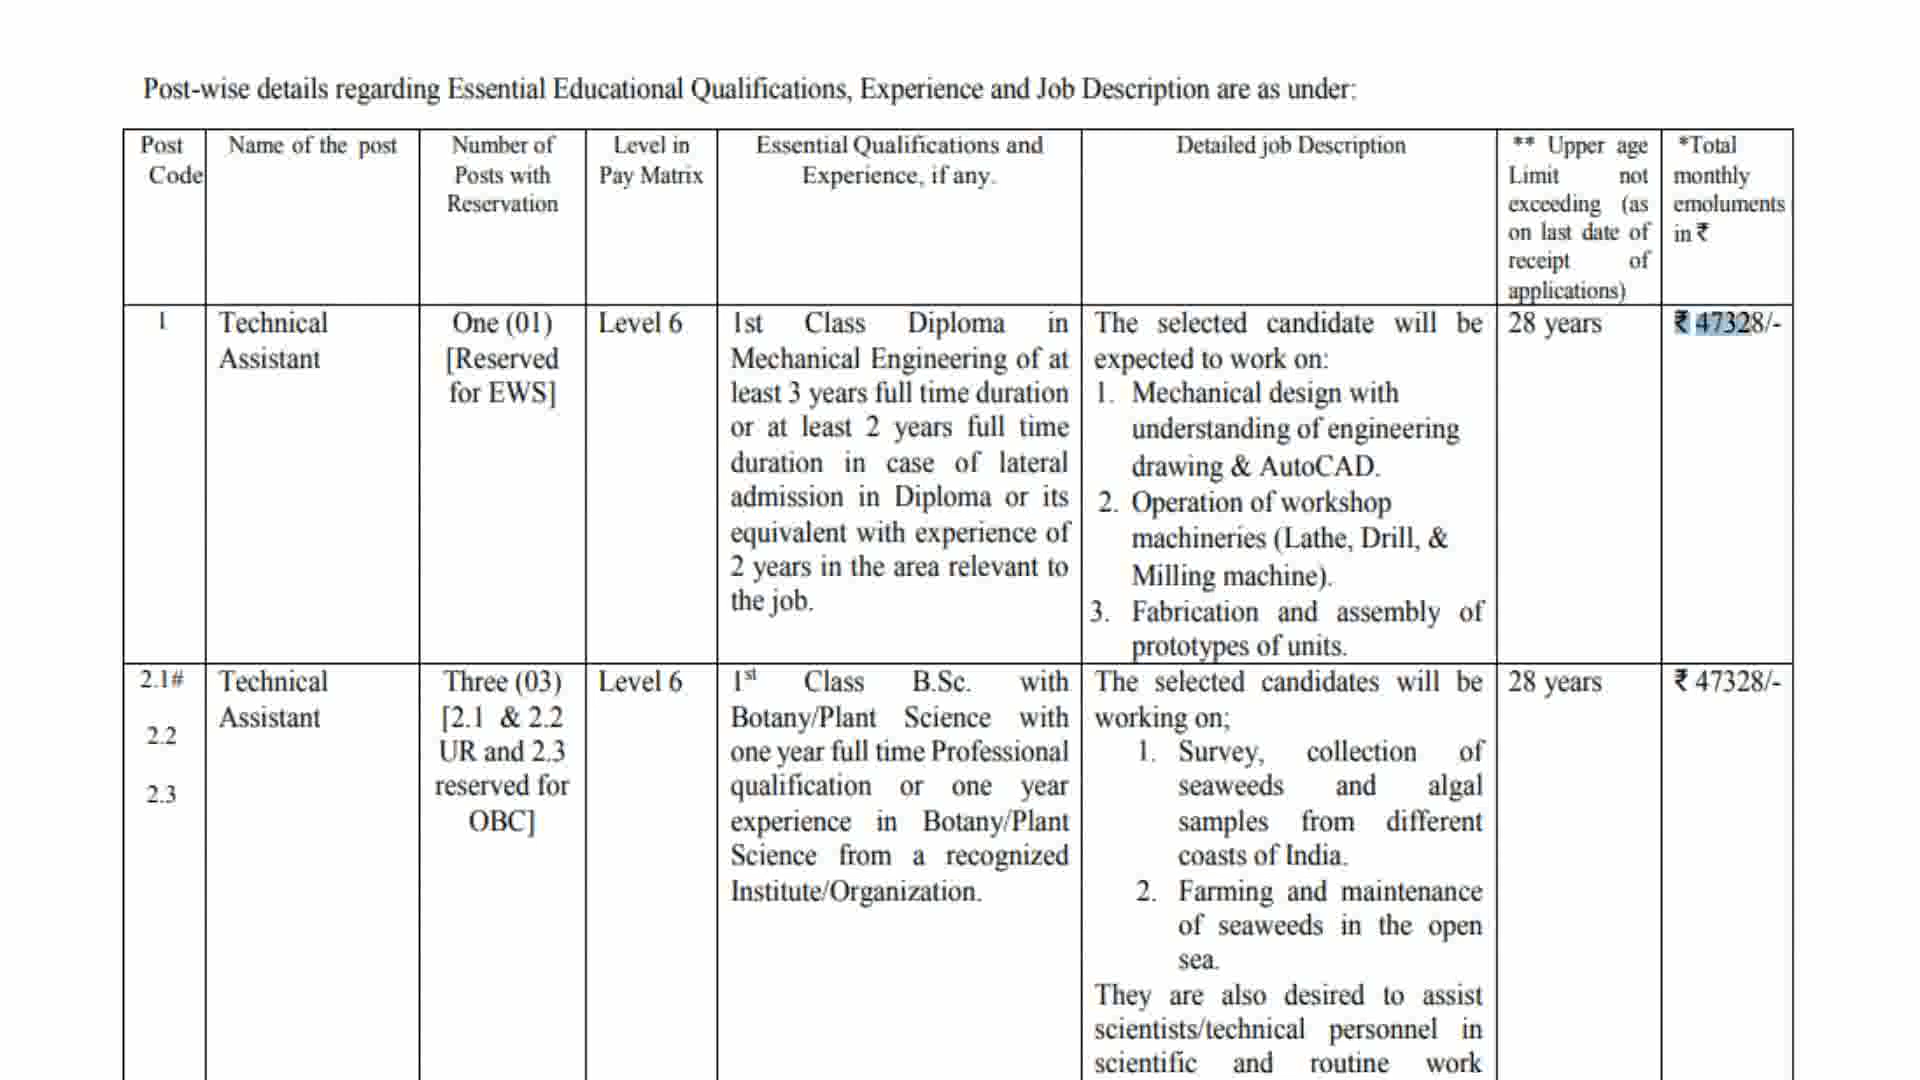 Post-wise details regarding Essential Educational Qualifications, Experience and Job Description are as under:
Post
Code
Name of the post
Number of
Posts with
Reservation
Level in
Pay Matrix
Essential Qualifications and
Experience, if any.
Detailed job Description
** Upper age
Limit not
exceeding (as
on last date of
receipt of
applications)
*Total
monthly
emoluments
in ₹
1
Technical
Assistant
One (01)
[Reserved
for EWS]
Level 6
1st Class Diploma in
Mechanical Engineering of at
least 3 years full time duration
or at least 2 years full time
duration in case of lateral
admission in Diploma or its
equivalent with experience of
2 years in the area relevant to
the job.
The selected candidate will be
expected to work on:
1. Mechanical design with
understanding of engineering
drawing & AutoCAD.
2. Operation of workshop
machineries (Lathe, Drill, &
Milling machine).
3. Fabrication and assembly of
prototypes of units.
28 years
₹ 47328/-
2.1#
2.2
2.3
Technical
Assistant
Three (03)
[2.1 & 2.2
UR and 2.3
reserved for
OBC]
Level 6
1st Class B.Sc. with
Botany/Plant Science with
one year full time Professional
qualification or one year
experience in Botany/Plant
Science from a recognized
Institute/Organization.
The selected candidates will be
working on;
1. Survey, collection of
seaweeds and algal
samples from different
coasts of India.
2. Farming and maintenance
of seaweeds in the open
sea.
They are also desired to assist
scientists/technical personnel in
scientific and routine work
28 years
₹ 47328/-